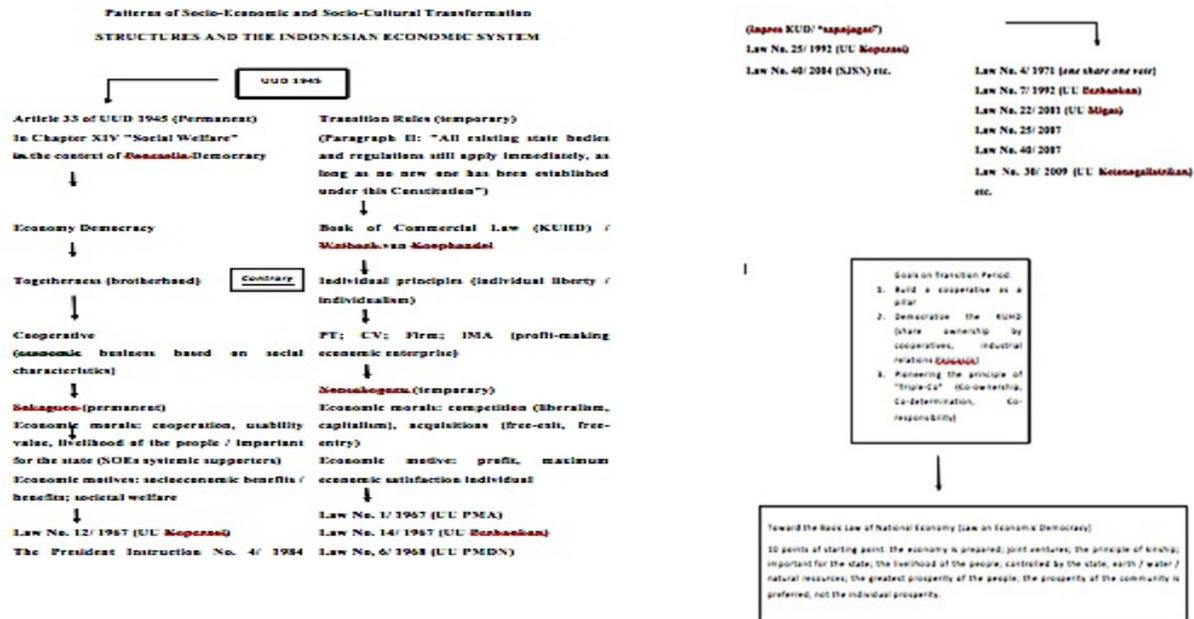 Patterns of Socio-Economic and Socio-Cultural Transformation
STRUCTURES AND THE INDONESIAN ECONOMIC SYSTEM
UUD 1945
Article 33 of UUD 1945 (Permanent)
In Chapter XIV "Social Welfare"
in the context of Democracy
Economy Democracy
Togetherness (brotherhood)
Contrary
Cooperative
(economic business based on social
characteristics)
Sokaguru (permanent)
Economic morals: cooperation, usability
value, livelihood of the people / important
for the state (SOEs systemic supporters)
Economic motives: socioeconomic benefits /
benefits; societal welfare
Law No. 12/ 1967 (UU Koperasi)
The President Instruction No. 4/ 1984
Transition Rules (temporary)
(Paragraph II: "All existing state bodies
and regulations still apply immediately, as
long as no new one has been established
under this Constitution")
Book of Commercial Law (KUHD) /
van Koophandel
Individual principles (individual liberty /
individualism)
PT; CV; Firm; IMA (profit-making
economic enterprise)
(temporary)
Economic morals: competition (liberalism,
capitalism), acquisitions (free-exit, free-
entry)
Economic motive: profit, maximum
economic satisfaction individual
Law No. 1/ 1967 (UU PMA)
Law No. 14/ 1967 (UU Perbankan)
Law No, 6/ 1968 (UU PMDN)
(Inpres KUD/ "sapujagat")
Law No. 25/ 1992 (UU Koperasi)
Law No. 40/ 2004 (SJSN) etc.
Law No. 4/ 1971 (one share one vote)
Law No. 7/ 1992 (UU Perbankan)
Law No. 22/ 2001 (UU Migas)
Law No. 25/ 2007
Law No. 40/ 2007
Law No. 30/ 2009 (UU Ketenagalistrikan)
etc.
Goals on Transition Period:
1. Build a cooperative as a
pillar
2. Democratize the KUHD
(share ownership by
cooperatives, industrial
relations
3. Pioneering the principle of
"Triple-Co" (Co-ownership,
Co-determination, Co-
responsibility)
Toward the Basic Law of National Economy (Law on Economic Democracy)
10 points of starting point: the economy is prepared; joint ventures; the principle of kinship;
important for the state; the livelihood of the people; controlled by the state, earth / water /
natural resources; the greatest prosperity of the people; the prosperity of the community is
preferred, not the individual prosperity.